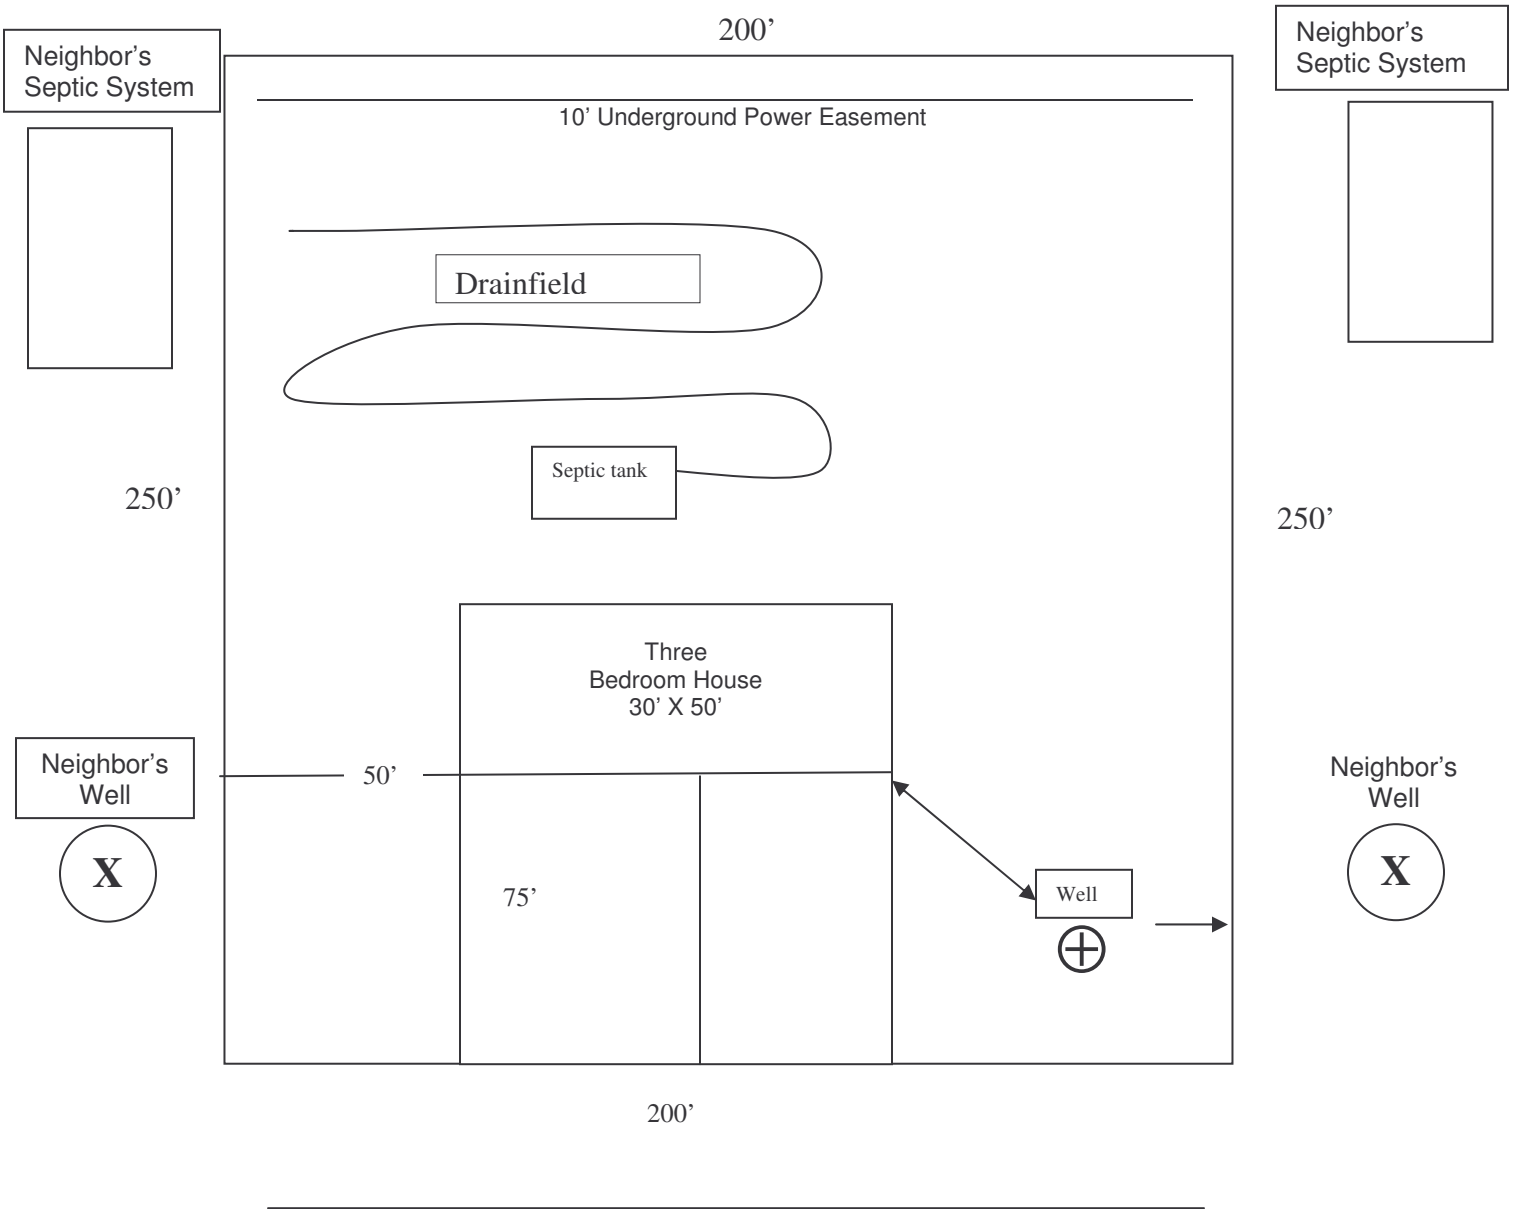 200’
Neighbor’s
Septic System
Neighbor’s
Septic System
10’ Underground Power Easement
Drainfield
Septic tank
250’
250’
Three
Bedroom House
30’ X 50’
Neighbor’s
Well
50’
Neighbor’s
Well
X
75’
Well
X
200’